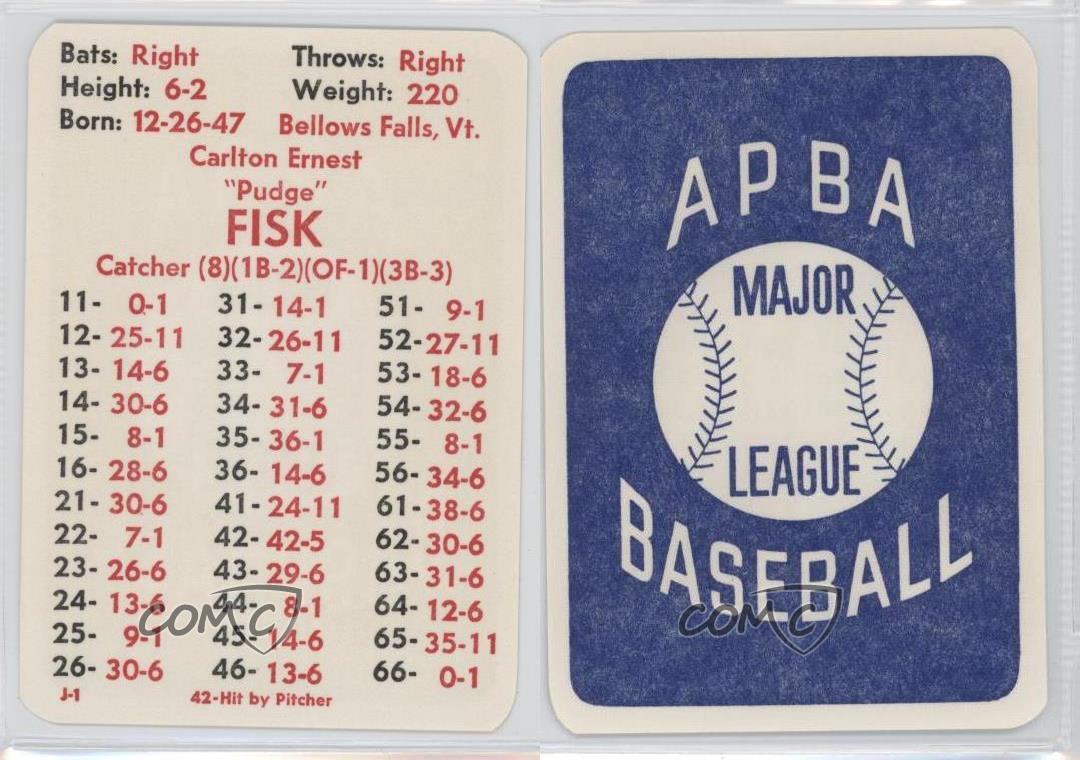 Bats: Right Throws: Right
Height: 6-2 Weight: 220
Born: 12-26-47 Bellows Falls, Vt.
Carlton Ernest
"Pudge"
FISK
Catcher (8)(1B-2)(OF-1)(3B-3)
11- 0-1 31- 14-1 51- 9-1
12- 25-11 32- 26-11 52- 27-11
13- 14-6 33- 7-1 53- 18-6
14- 30-6 34- 31-6 54- 32-6
15- 8-1 35- 36-1 55- 8-1
16- 28-6 36- 14-6 56- 34-6
21- 30-6 41- 24-11 61- 38-6
22- 7-1 42- 42-5 62- 30-6
23- 26-6 43- 29-6 63- 31-6
24- 13-6 44- 8-1 64- 12-6
25- 9-1 45- 14-6 65- 35-11
26- 30-6 46- 13-6 66- 0-1
J-1 42-Hit by Pitcher
COMC
APBA
MAJOR
LEAGUE
BASEBALL
COMC